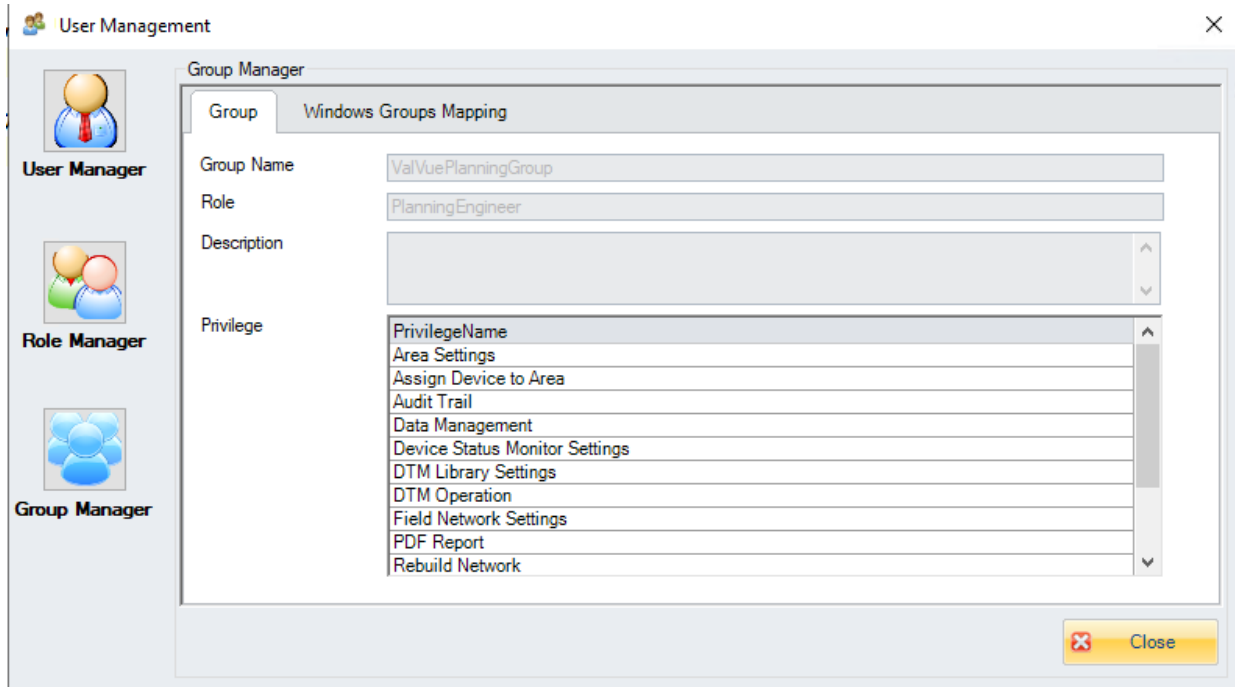 User Management
Group Manager
Group Windows Groups Mapping
User Manager
Group Name ValVuePlanningGroup
Role PlanningEngineer
Description
Role Manager
Privilege PrivilegeName
Area Settings
Assign Device to Area
Audit Trail
Data Management
Device Status Monitor Settings
DTM Library Settings
DTM Operation
Group Manager
Field Network Settings
PDF Report
Rebuild Network
Close